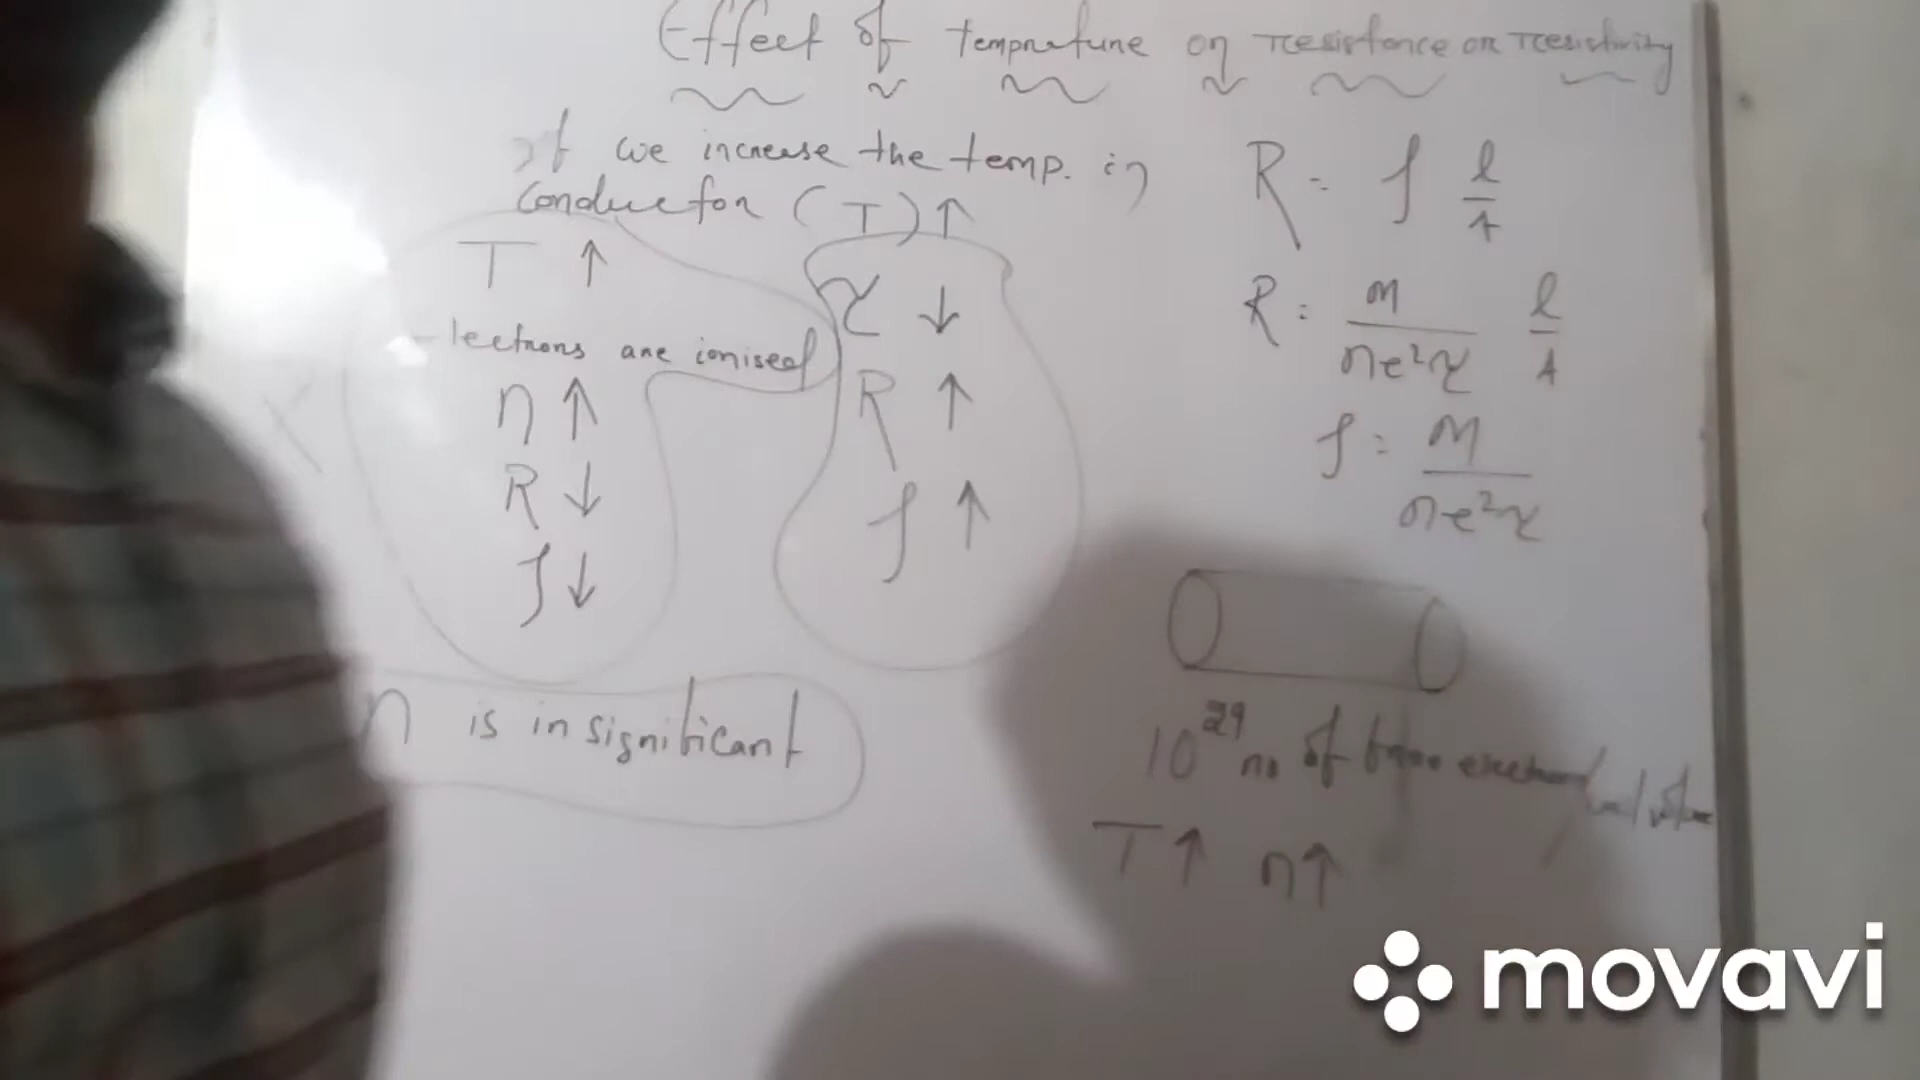 Effect of tempratune on resistance or resistivity
If we increase the temp. in
conductor (T) ↑
T ↑
lectrons are ionised
η ↑
R ↓
ρ ↓
τ ↓
R ↑
ρ ↑
n is insignificant
R = ρ l/A
R = m/ne²τ l/A
ρ = m/ne²τ
10²⁹ no of free electrons/
T ↑ n ↑
movavi